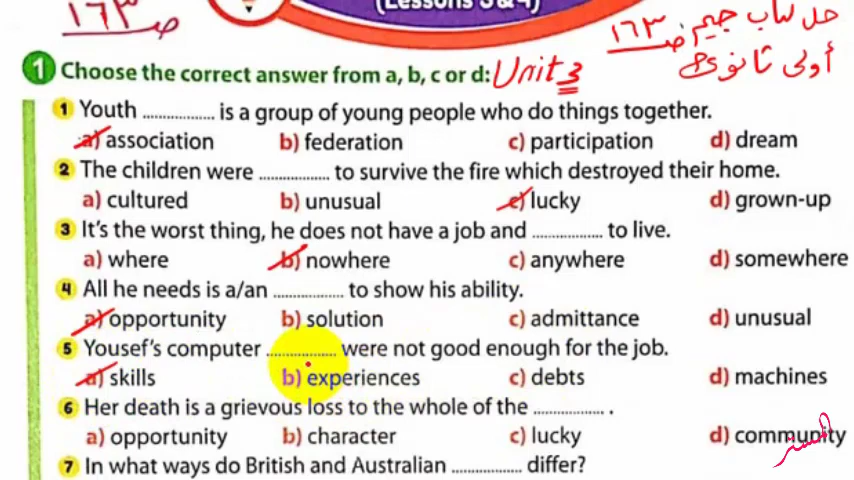 (Lessons 3 & 4)
ص ١٦٣
حل كتاب جيم ص ١٦٣
أولى ثانوى
1 Choose the correct answer from a, b, c or d: Unit 3
1 Youth ................. is a group of young people who do things together.
a) association b) federation c) participation d) dream
2 The children were ................. to survive the fire which destroyed their home.
a) cultured b) unusual c) lucky d) grown-up
3 It's the worst thing, he does not have a job and ................. to live.
a) where b) nowhere c) anywhere d) somewhere
4 All he needs is a/an ................. to show his ability.
a) opportunity b) solution c) admittance d) unusual
5 Yousef's computer ................. were not good enough for the job.
a) skills b) experiences c) debts d) machines
6 Her death is a grievous loss to the whole of the ................. .
a) opportunity b) character c) lucky d) community
7 In what ways do British and Australian ................. differ?